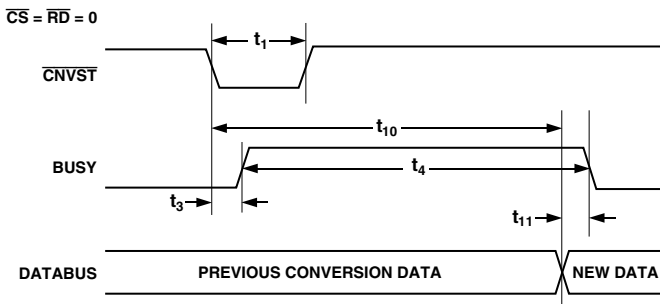 CS = RD = 0
t1
CNVST
t10
BUSY
t4
t3
t11
DATABUS PREVIOUS CONVERSION DATA NEW DATA